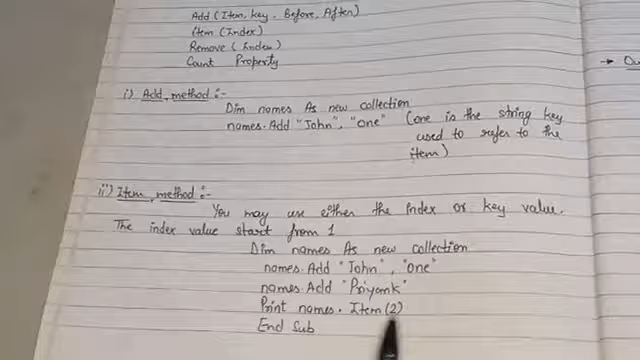 Add (Item, key, Before, After)
Item (Index)
Remove (Index)
Count Property
i) Add method :-
Dim names As new collection
names.Add "John", "one" (one is the string key
used to refer to the
item)
ii) Item method :-
You may use either the Index or key value.
The index value start from 1
Dim names As new collection
names.Add "John", "one"
names.Add "Priyank"
Print names. Item (2)
End Sub